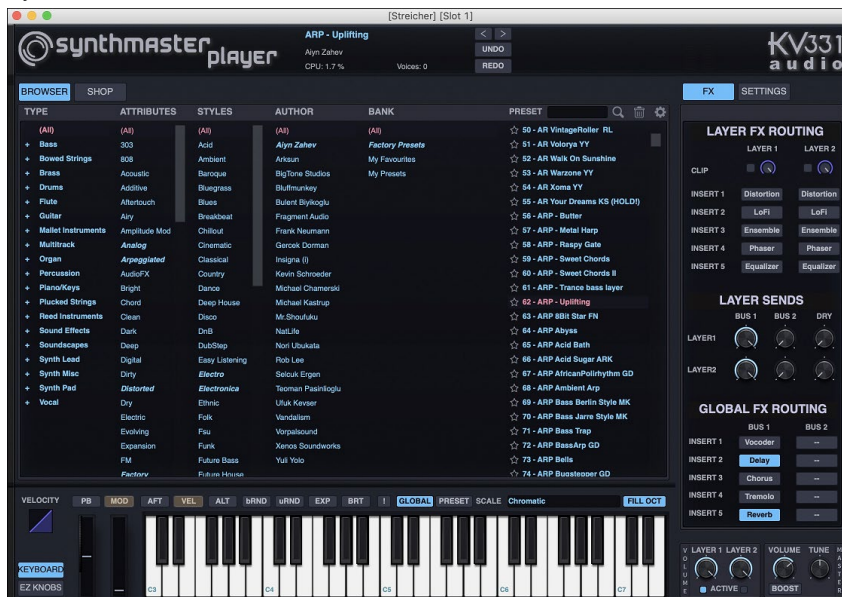 [Streicher] [Slot 1]
synthmaster player
ARP - Uplifting
< >
Aiyn Zahev
UNDO
CPU: 1.7 %
Voices: 0
REDO
KV331 audio
BROWSER SHOP
FX SETTINGS
TYPE ATTRIBUTES STYLES AUTHOR BANK PRESET
(All) (All) (All) (All) (All) 50 - AR VintageRoller RL
+ Bass 303 Acid Aiyn Zahev Factory Presets 51 - AR Volorya YY
+ Bowed Strings 808 Ambient Arksun My Favourites 52 - AR Walk On Sunshine
+ Brass Acoustic Baroque BigTone Studios My Presets 53 - AR Warzone YY
+ Drums Additive Bluegrass Bluffmunkey 54 - AR Xoma YY
+ Flute Aftertouch Blues Bulent Biyikoglu 55 - AR Your Dreams KS (HOLD!)
+ Guitar Airy Breakbeat Fragment Audio 56 - ARP - Butter
+ Mallet Instruments Amplitude Mod Chillout Frank Neumann 57 - ARP - Metal Harp
+ Multitrack Analog Cinematic Gercek Dorman 58 - ARP - Raspy Gate
+ Organ Arpeggiated Classical Insigna (i) 59 - ARP - Sweet Chords
+ Percussion AudioFX Country Kevin Schroeder 60 - ARP - Sweet Chords II
+ Piano/Keys Bright Dance Michael Chamerski 61 - ARP - Trance bass layer
+ Plucked Strings Chord Deep House Michael Kastrup 62 - ARP - Uplifting
+ Reed Instruments Clean Disco Mr.Shoufuku 63 - ARP 8Bit Star FN
+ Sound Effects Dark DnB NatLife 64 - ARP Abyss
+ Soundscapes Deep DubStep Nori Ubukata 65 - ARP Acid Bath
+ Synth Lead Digital Easy Listening Rob Lee 66 - ARP Acid Sugar ARK
+ Synth Misc Dirty Electro Selcuk Ergen 67 - ARP AfricanPolirhythm GD
+ Synth Pad Distorted Electronica Teoman Pasinlioglu 68 - ARP Ambient Arp
+ Vocal Dry Ethnic Ufuk Kevser 69 - ARP Bass Berlin Style MK
Electric Folk Vandalism 70 - ARP Bass Jarre Style MK
Evolving Fsu Vorpalsound 71 - ARP Bass Trap
Expansion Funk Xenos Soundworks 72 - ARP BassArp GD
FM Future Bass Yuli Yolo 73 - ARP Bells
Factory Future House 74 - ARP Bugstepper GD
LAYER FX ROUTING
LAYER 1 LAYER 2
CLIP
INSERT 1 Distortion Distortion
INSERT 2 LoFi LoFi
INSERT 3 Ensemble Ensemble
INSERT 4 Phaser Phaser
INSERT 5 Equalizer Equalizer
LAYER SENDS
BUS 1 BUS 2 DRY
LAYER1
LAYER2
GLOBAL FX ROUTING
BUS 1 BUS 2
INSERT 1 Vocoder --
INSERT 2 Delay --
INSERT 3 Chorus --
INSERT 4 Tremolo --
INSERT 5 Reverb --
VELOCITY PB MOD AFT VEL ALT bRND uRND EXP BRT ! GLOBAL PRESET SCALE Chromatic FILL OCT
KEYBOARD
EZ KNOBS
C3 C4 C5 C6 C7
VOLUME
LAYER 1 LAYER 2 VOLUME TUNE
MASTER
ACTIVE BOOST